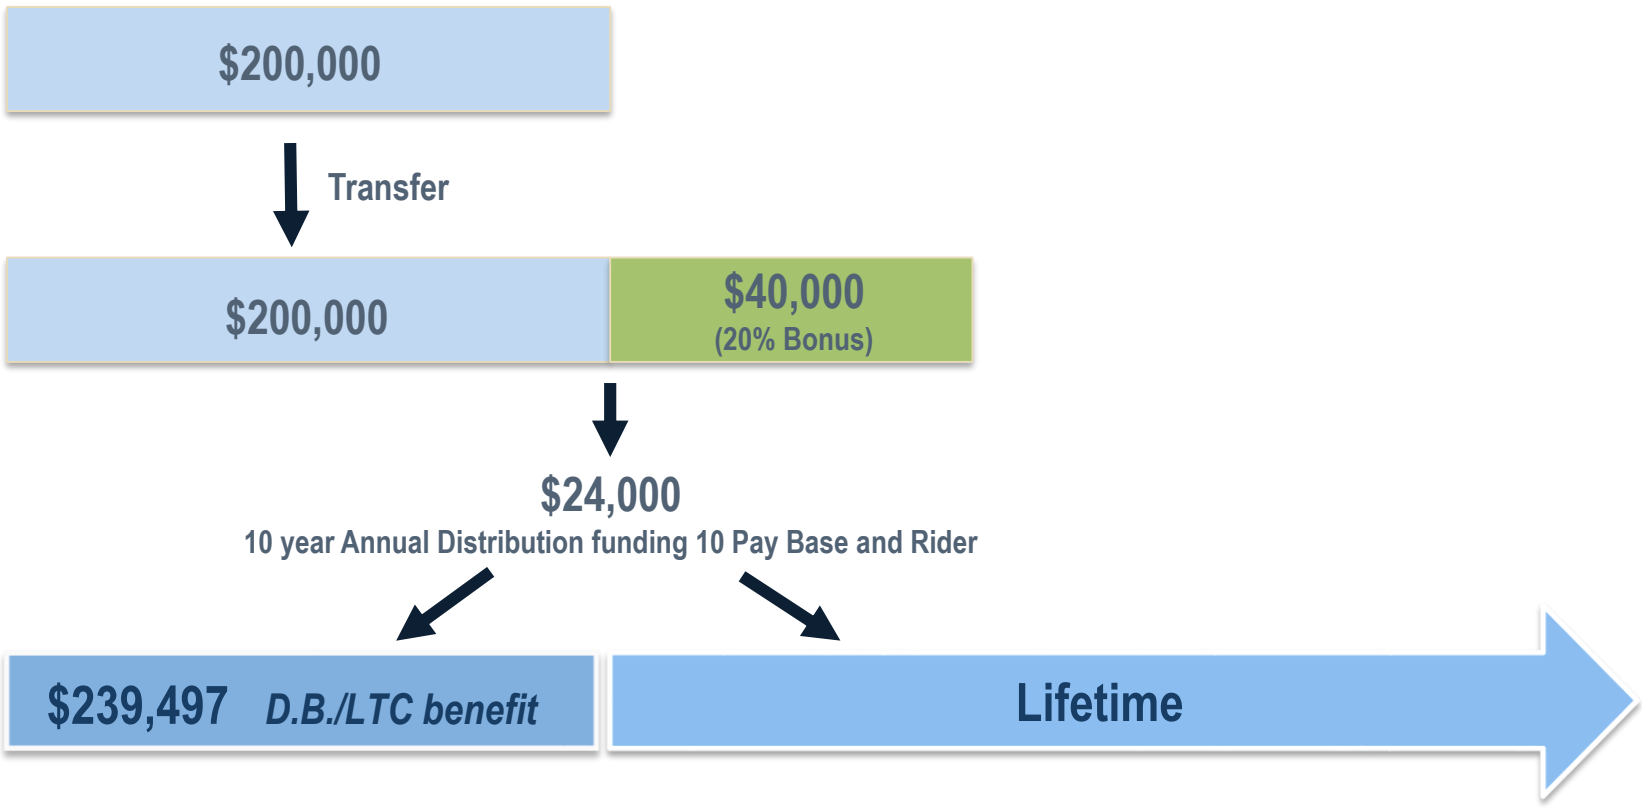 $200,000
Transfer
$200,000
$40,000
(20% Bonus)
$24,000
10 year Annual Distribution funding 10 Pay Base and Rider
$239,497 D.B./LTC benefit
Lifetime